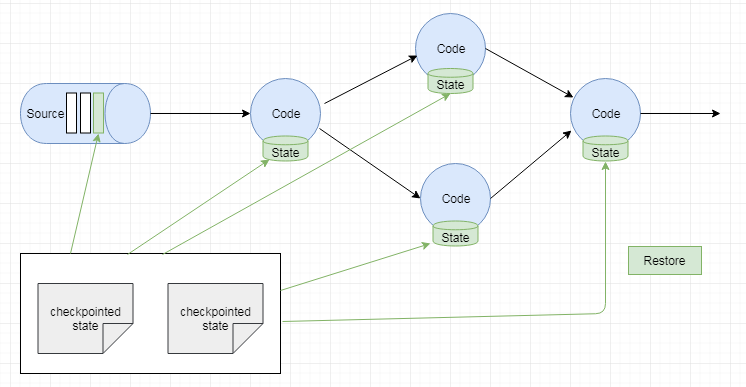 Code
State
Source
Code
State
Code
State
Code
State
Restore
checkpointed
state
checkpointed
state